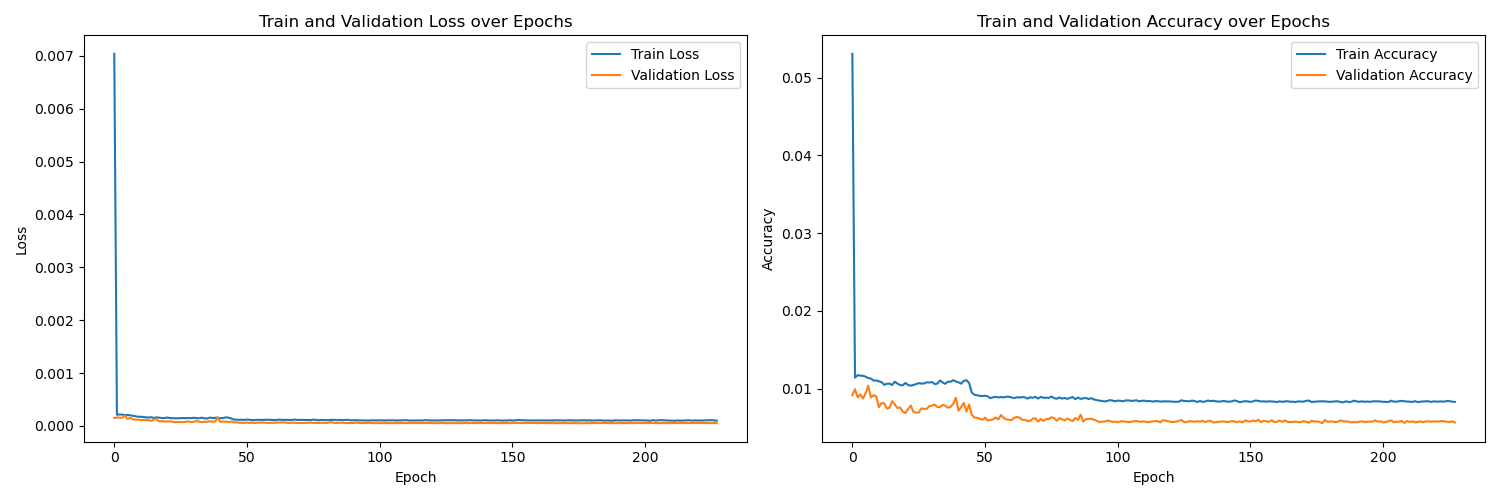 Train and Validation Loss over Epochs
Train Loss
Validation Loss
0.007
0.006
0.005
0.004
0.003
0.002
0.001
0.000
Loss
0
50
100
150
200
Epoch
Train and Validation Accuracy over Epochs
Train Accuracy
Validation Accuracy
0.05
0.04
0.03
0.02
0.01
Accuracy
0
50
100
150
200
Epoch